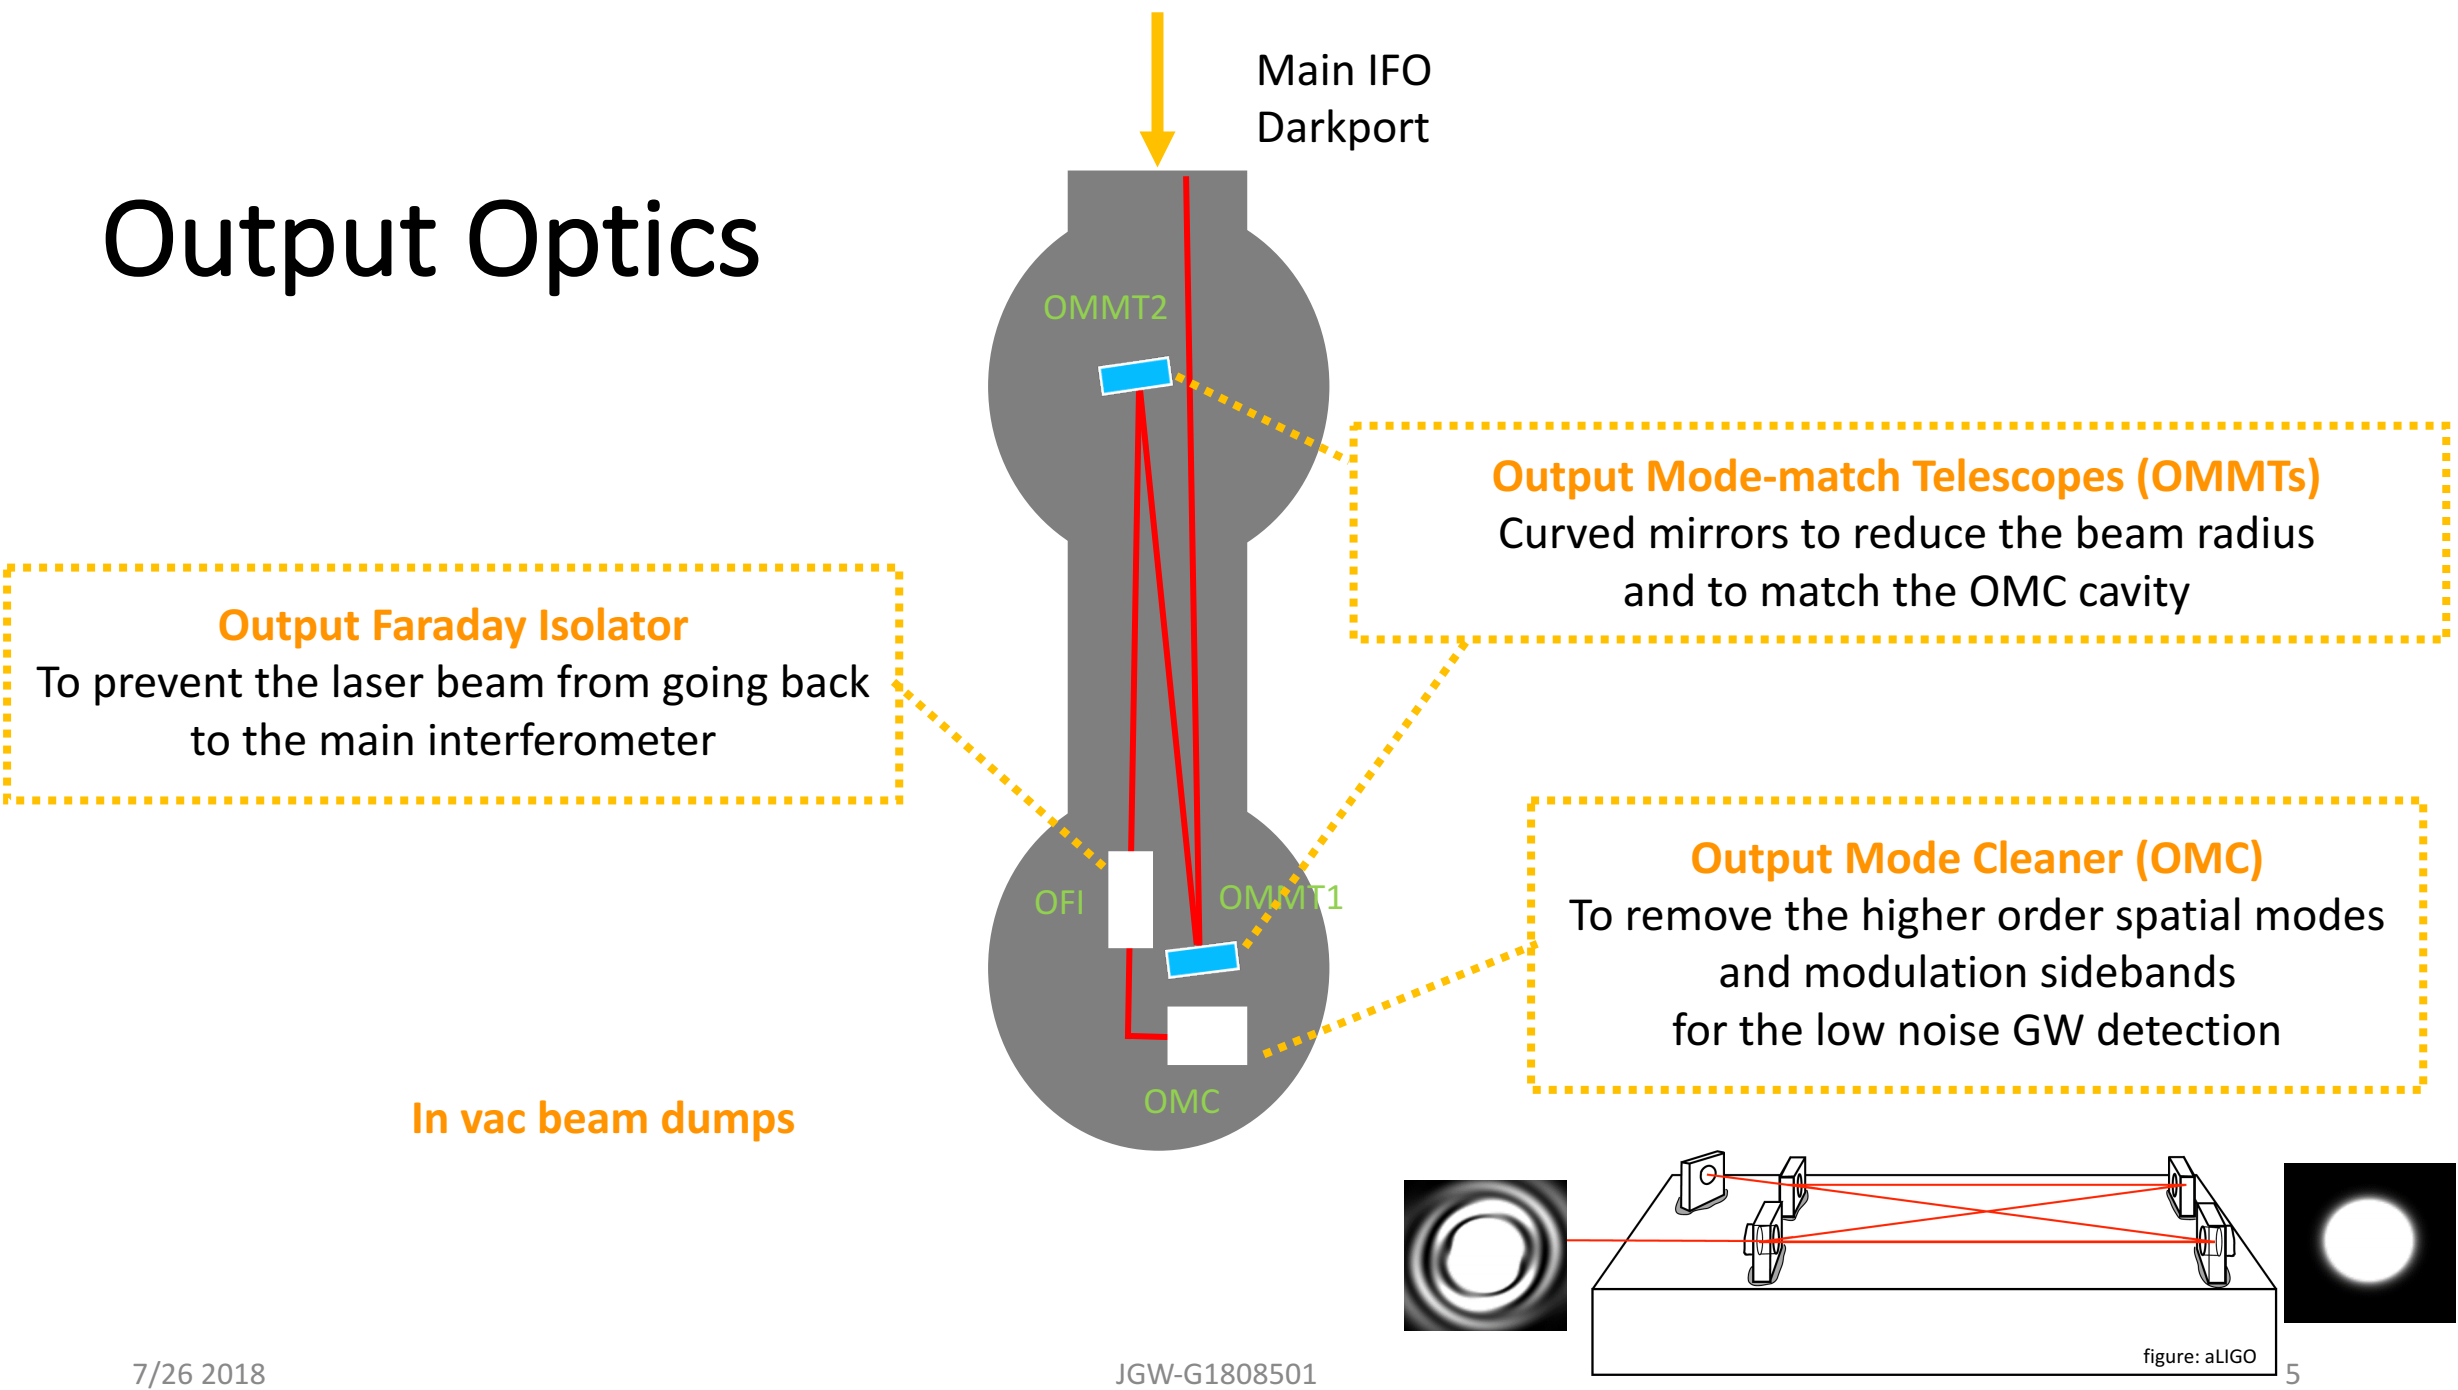 Main IFO
Darkport
Output Optics
OMMT2
Output Mode-match Telescopes (OMMTs)
Curved mirrors to reduce the beam radius
and to match the OMC cavity
Output Faraday Isolator
To prevent the laser beam from going back
to the main interferometer
OFI
OMMT1
Output Mode Cleaner (OMC)
To remove the higher order spatial modes
and modulation sidebands
for the low noise GW detection
OMC
In vac beam dumps
figure: aLIGO
7/26 2018
JGW-G1808501
5